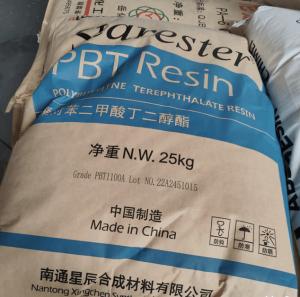 Parester
PBT Resin
TEREPHTHALATE RESIN
对苯二甲酸丁二醇酯
净重 N.W. 25kg
Grade PBT1100A Lot NO. 22A2451015
中国制造
Made in China
南通星辰合成材料有限公司
Nantong Xingchen